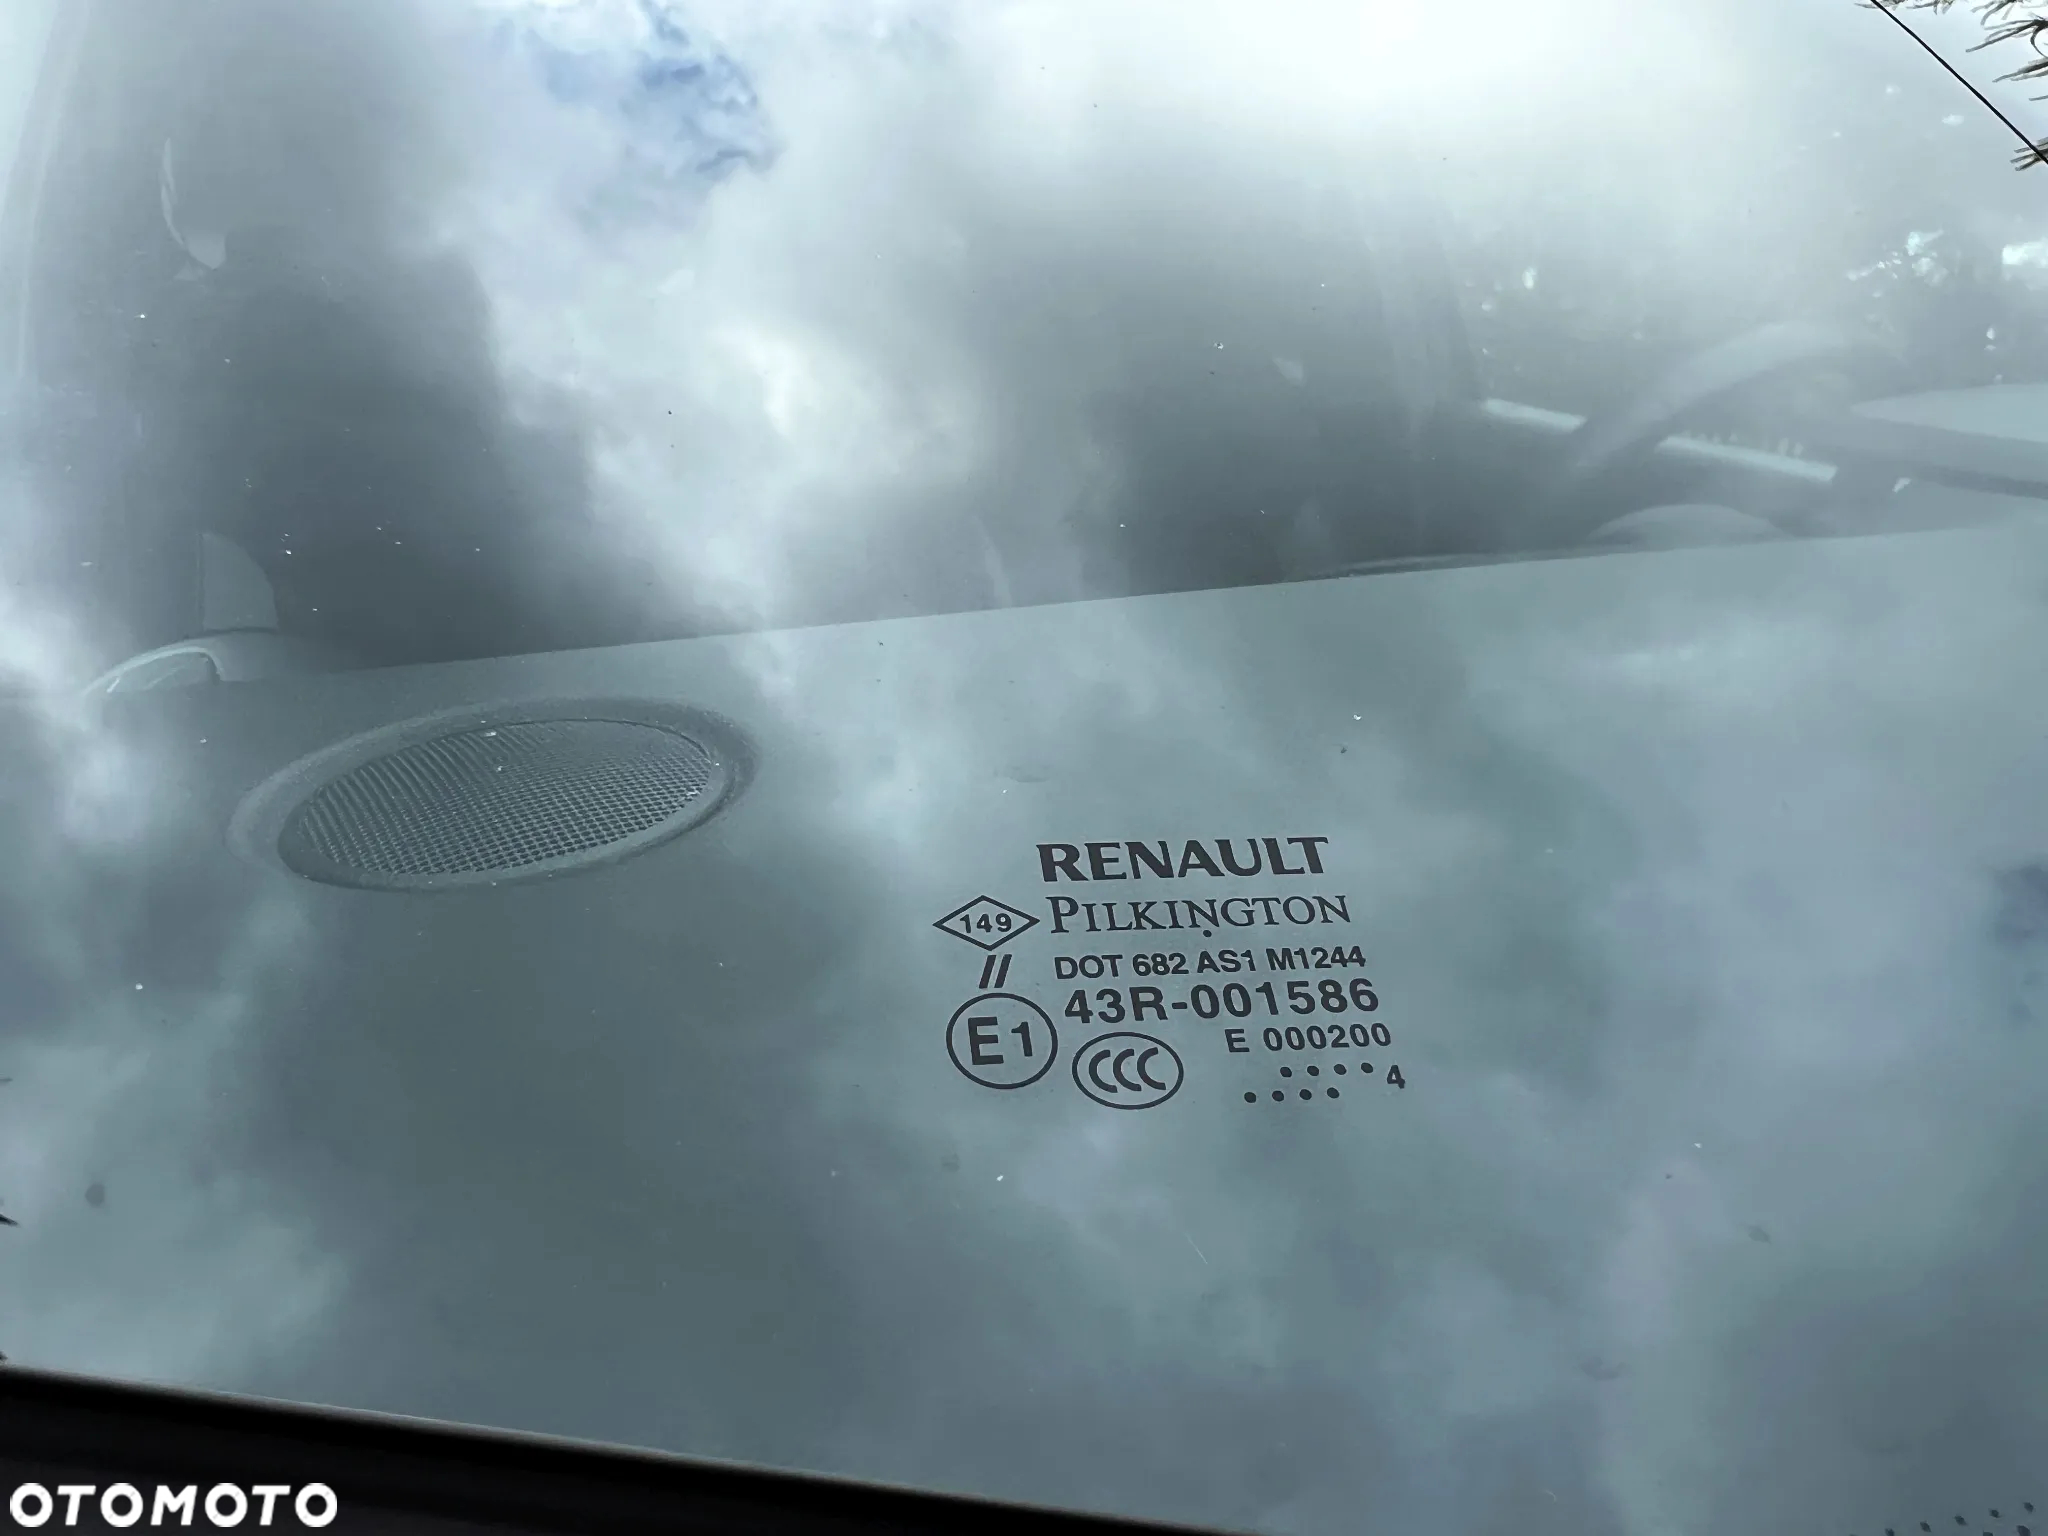 RENAULT
149 PILKINGTON
DOT 682 AS1 M1244
// 43R-001586
E1 CCC E 000200
•••• 4
••••
OTOMOTO